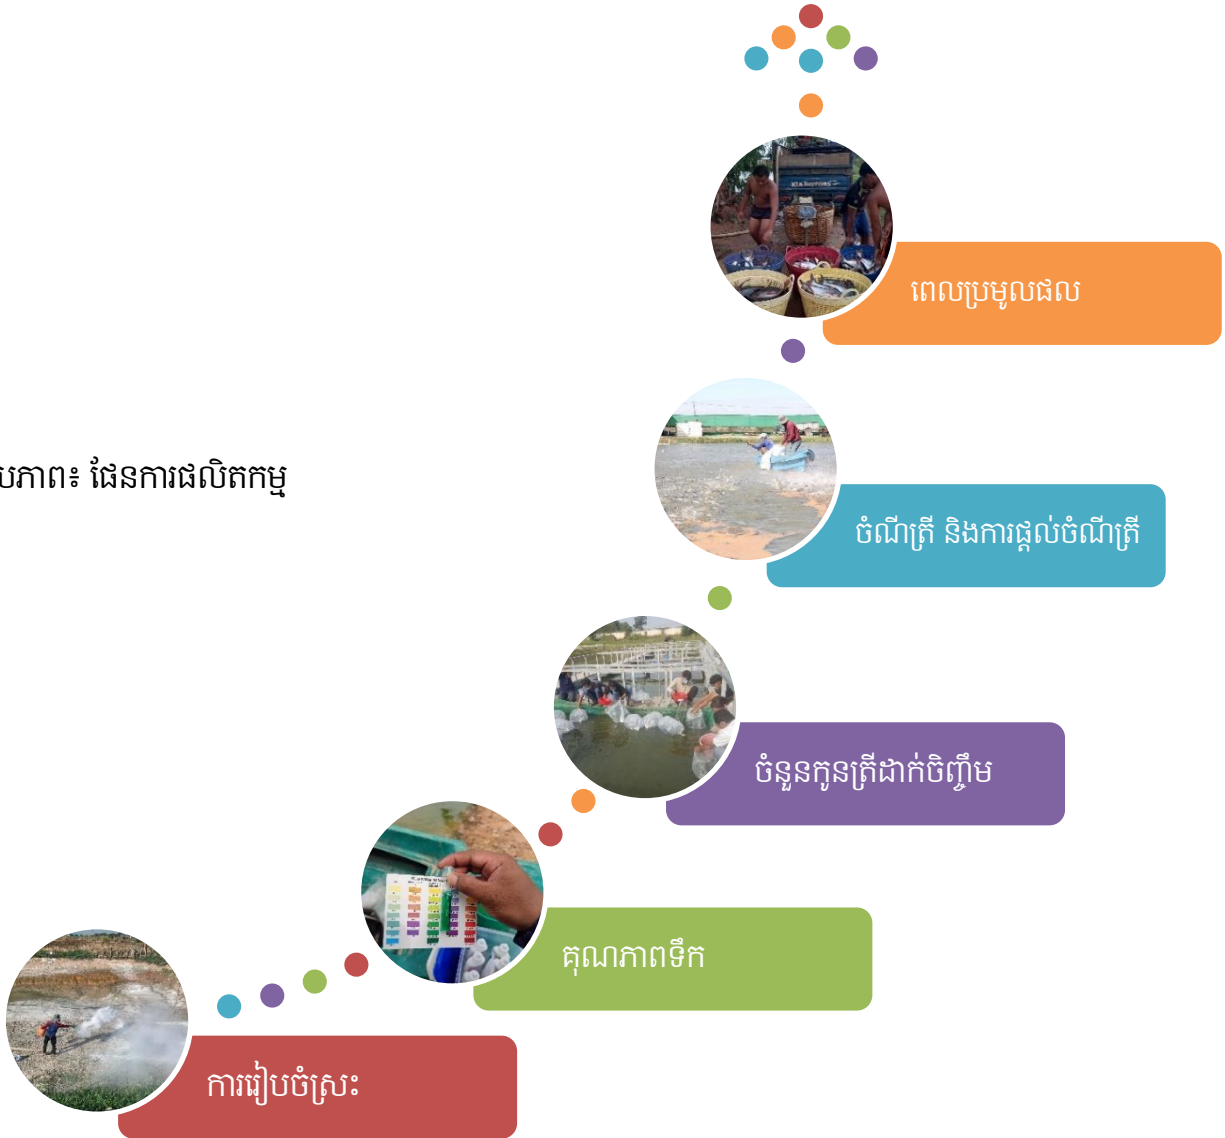 ពេលប្រមូលផល
ចំណីត្រី និងការផ្តល់ចំណីត្រី
ផែនការផលិតកម្ម
ចំនួនកូនត្រីដាក់ចិញ្ចឹម
គុណភាពទឹក
ការរៀបចំស្រះ